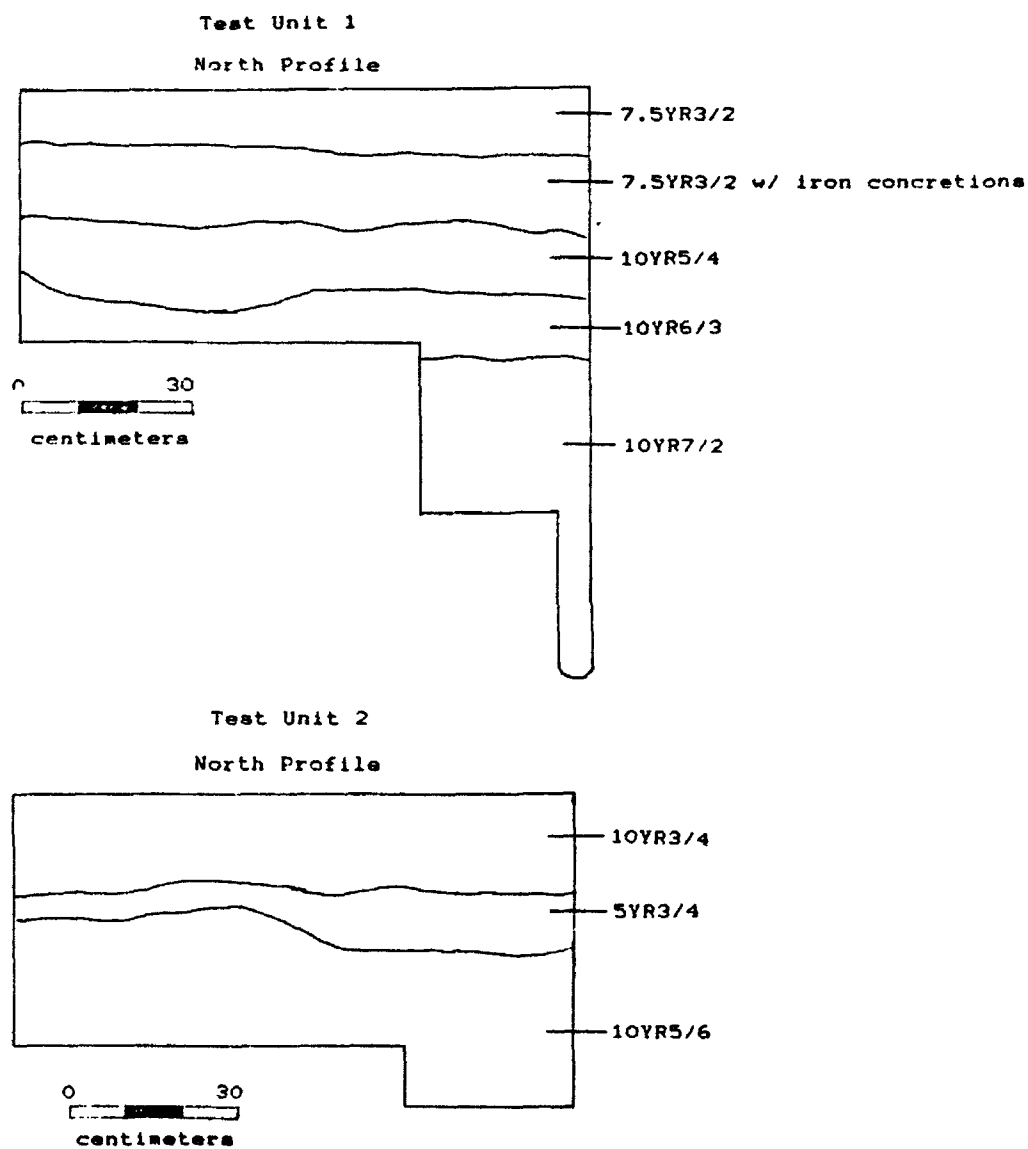 Test Unit 1
North Profile
7.5YR3/2
7.5YR3/2 w/ iron concretions
10YR5/4
10YR6/3
0 30
centimeters
10YR7/2
Test Unit 2
North Profile
10YR3/4
5YR3/4
10YR5/6
0 30
centimeters